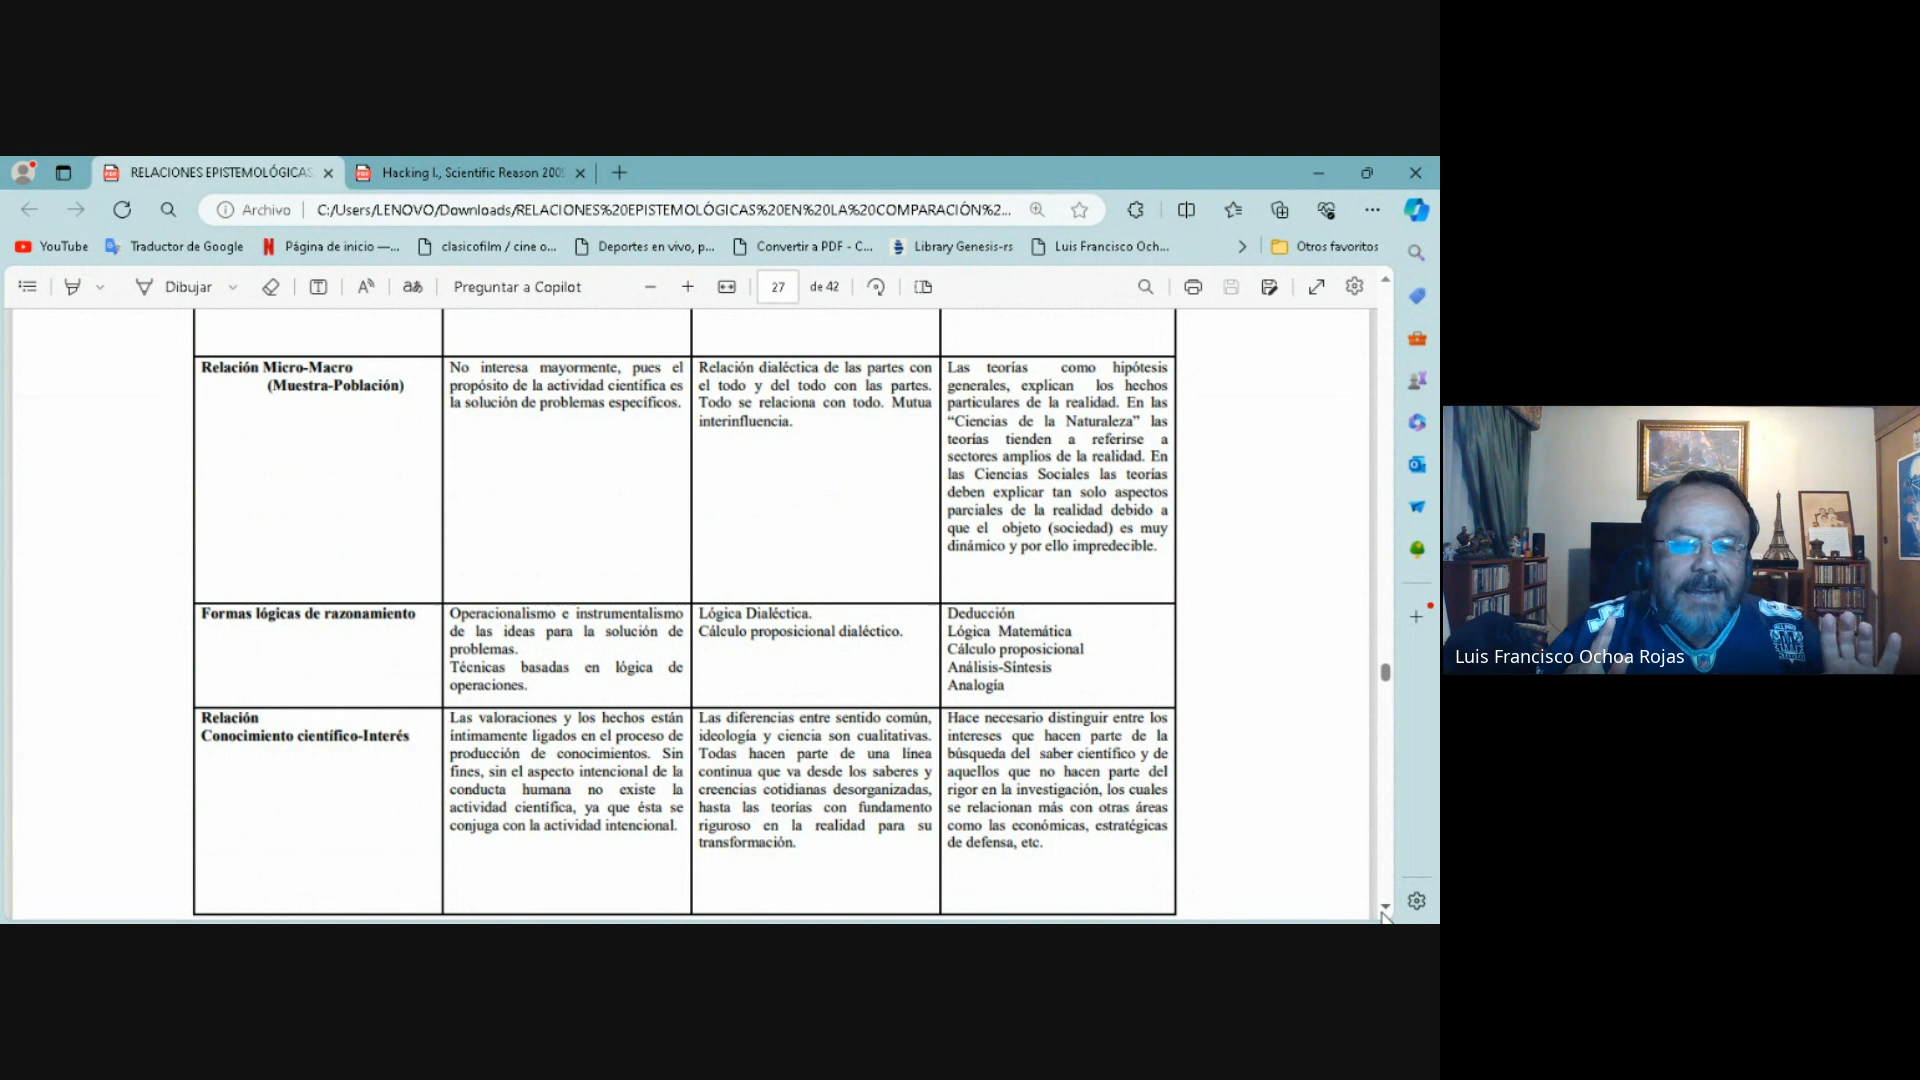 RELACIONES EPISTEMOLÓGICAS
Hacking I., Scientific Reason 2009
Archivo
C:/Users/LENOVO/Downloads/RELACIONES%20EPISTEMOLÓGICAS%20EN%20LA%20COMPARACIÓN%2...
YouTube
Traductor de Google
Página de inicio —...
clasicofilm / cine o...
Deportes en vivo, p...
Convertir a PDF - C...
Library Genesis-rs
Luis Francisco Och...
Otros favoritos
Dibujar
Preguntar a Copilot
27
de 42
Relación Micro-Macro
(Muestra-Población)
No interesa mayormente, pues el
propósito de la actividad científica es
la solución de problemas específicos.
Relación dialéctica de las partes con
el todo y del todo con las partes.
Todo se relaciona con todo. Mutua
interinfluencia.
Las teorías como hipótesis
generales, explican los hechos
particulares de la realidad. En las
“Ciencias de la Naturaleza” las
teorías tienden a referirse a
sectores amplios de la realidad. En
las Ciencias Sociales las teorías
deben explicar tan solo aspectos
parciales de la realidad debido a
que el objeto (sociedad) es muy
dinámico y por ello impredecible.
Formas lógicas de razonamiento
Operacionalismo e instrumentalismo
de las ideas para la solución de
problemas.
Técnicas basadas en lógica de
operaciones.
Lógica Dialéctica.
Cálculo proposicional dialéctico.
Deducción
Lógica Matemática
Cálculo proposicional
Análisis-Síntesis
Analogía
Relación
Conocimiento científico-Interés
Las valoraciones y los hechos están
íntimamente ligados en el proceso de
producción de conocimientos. Sin
fines, sin el aspecto intencional de la
conducta humana no existe la
actividad científica, ya que ésta se
conjuga con la actividad intencional.
Las diferencias entre sentido común,
ideología y ciencia son cualitativas.
Todas hacen parte de una línea
continua que va desde los saberes y
creencias cotidianas desorganizadas,
hasta las teorías con fundamento
riguroso en la realidad para su
transformación.
Hace necesario distinguir entre los
intereses que hacen parte de la
búsqueda del saber científico y de
aquellos que no hacen parte del
rigor en la investigación, los cuales
se relacionan más con otras áreas
como las económicas, estratégicas
de defensa, etc.
Luis Francisco Ochoa Rojas